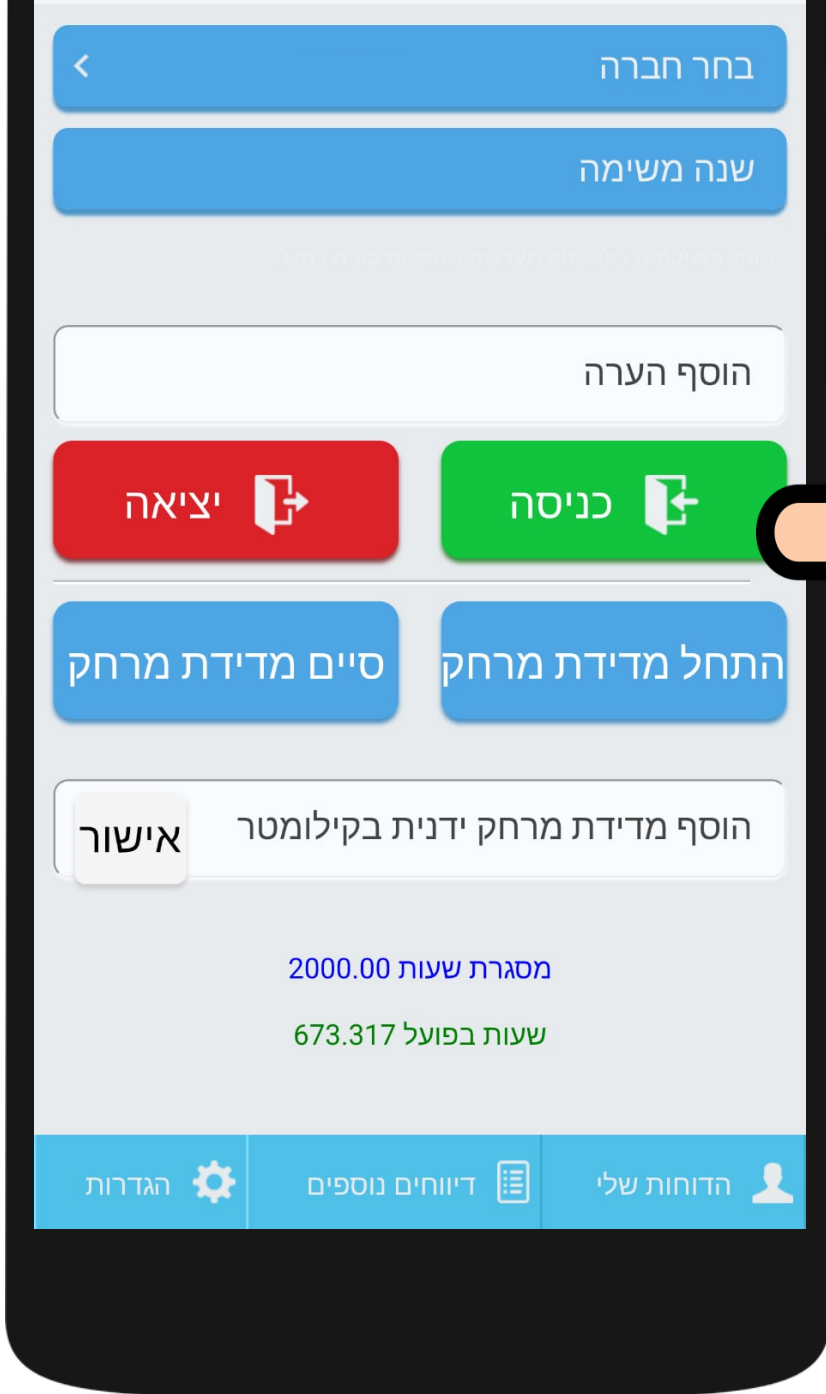 בחר חברה
שנה משימה
הוסף הערה
כניסה
יציאה
התחל מדידת מרחק
סיים מדידת מרחק
הוסף מדידת מרחק ידנית בקילומטר
אישור
מסגרת שעות 2000.00
שעות בפועל 673.317
הדוחות שלי
דיווחים נוספים
הגדרות